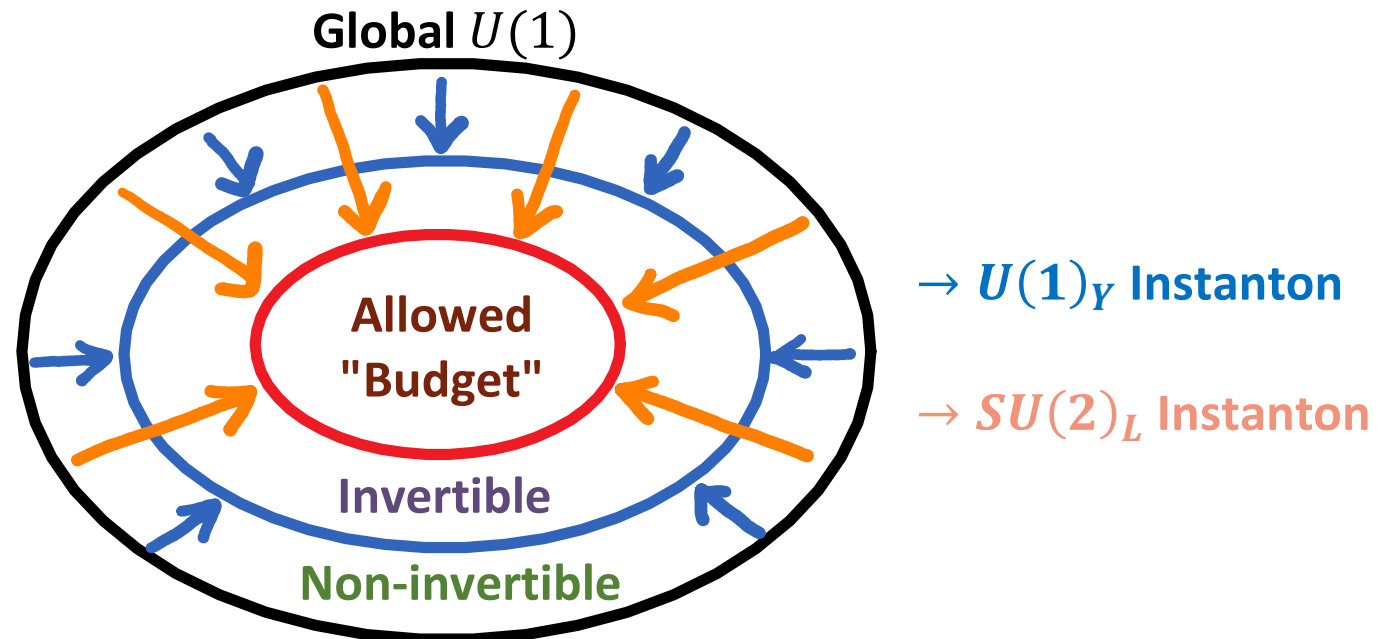 Global U(1)
Allowed
"Budget"
Invertible
Non-invertible
→ U(1)_Y Instanton
→ SU(2)_L Instanton